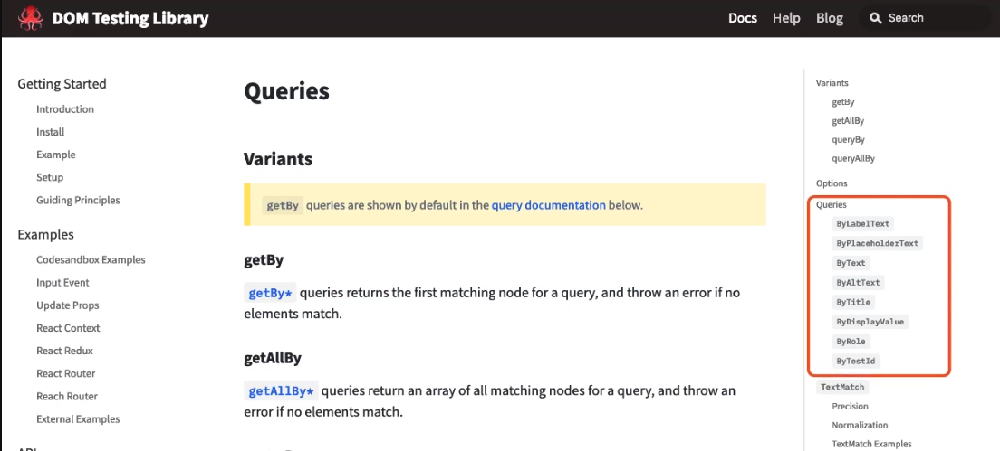 DOM Testing Library
Docs
Help
Blog
Search
Getting Started
Introduction
Install
Example
Setup
Guiding Principles
Examples
Codesandbox Examples
Input Event
Update Props
React Context
React Redux
React Router
Reach Router
External Examples
Queries
Variants
getBy queries are shown by default in the query documentation below.
getBy
getBy* queries returns the first matching node for a query, and throw an error if no
elements match.
getAllBy
getAllBy* queries return an array of all matching nodes for a query, and throw an
error if no elements match.
Variants
getBy
getAllBy
queryBy
queryAllBy
Options
Queries
ByLabelText
ByPlaceholderText
ByText
ByAltText
ByTitle
ByDisplayValue
ByRole
ByTestId
TextMatch
Precision
Normalization
TextMatch Examples